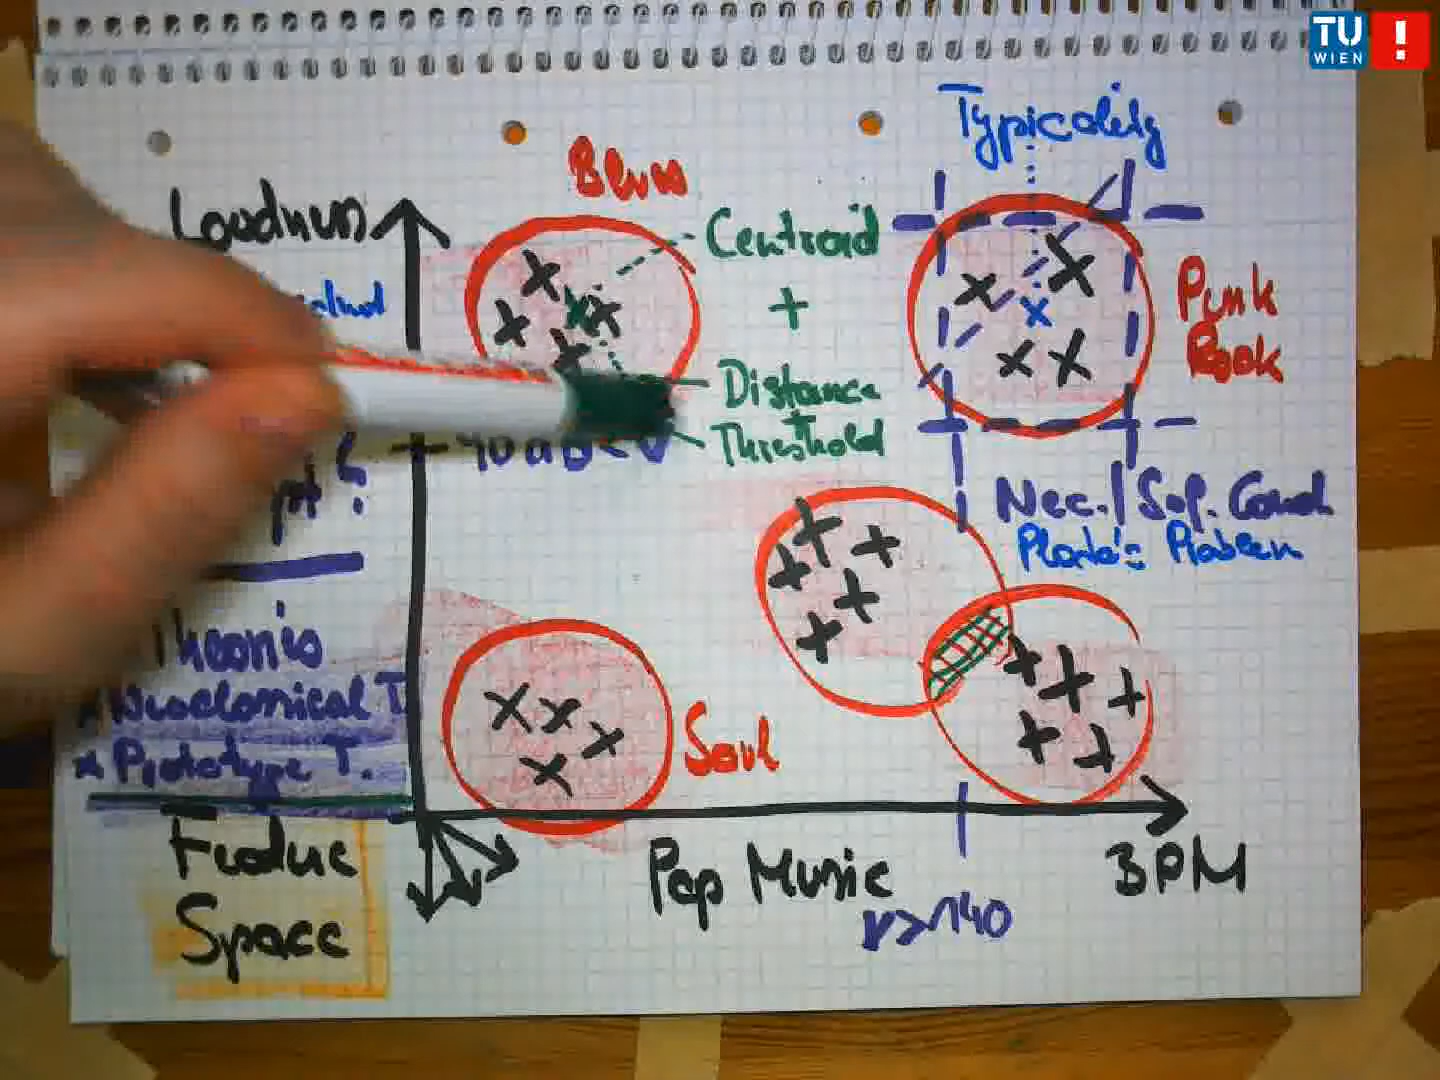 TU
WIEN
Typicality
Blues
Loudness
Centroid
+
Punk
Rock
Distance
Threshold
Nec./Suf. Cond
Plato's Problem
Theories
* Neoclassical T.
* Prototype T.
Soul
Feature
Space
Pop Music
BPM
V>140